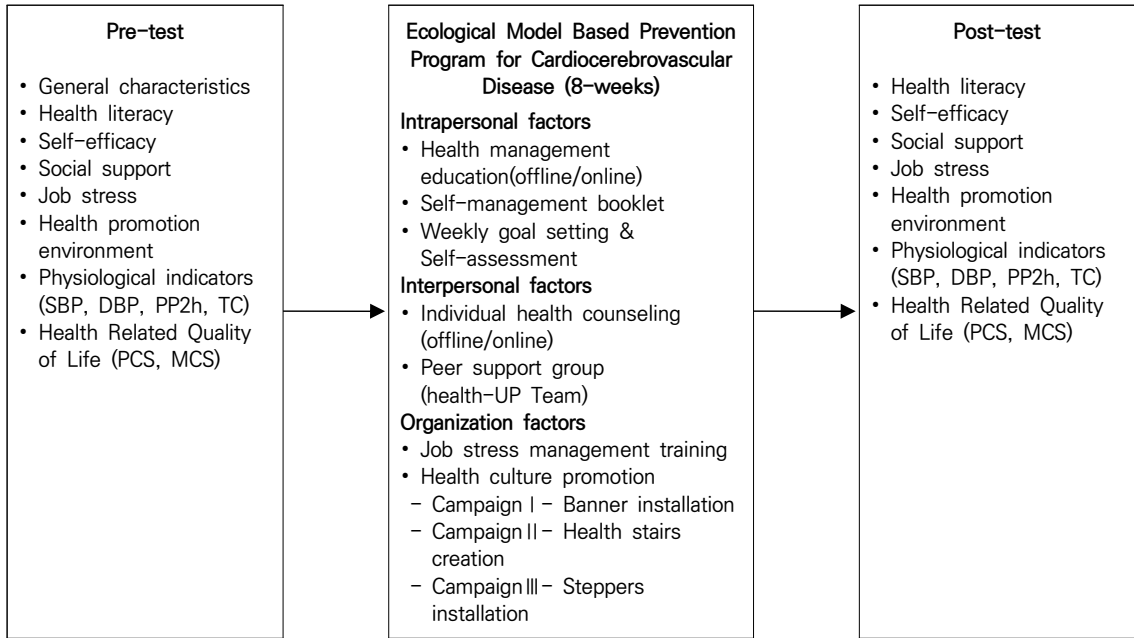 Pre-test
• General characteristics
• Health literacy
• Self-efficacy
• Social support
• Job stress
• Health promotion
environment
• Physiological indicators
(SBP, DBP, PP2h, TC)
• Health Related Quality
of Life (PCS, MCS)
Ecological Model Based Prevention
Program for Cardiocerebrovascular
Disease (8-weeks)
Intrapersonal factors
• Health management
education(offline/online)
• Self-management booklet
• Weekly goal setting &
Self-assessment
Interpersonal factors
• Individual health counseling
(offline/online)
• Peer support group
(health-UP Team)
Organization factors
• Job stress management training
• Health culture promotion
- Campaign Ⅰ- Banner installation
- Campaign Ⅱ- Health stairs
creation
- Campaign Ⅲ- Steppers
installation
Post-test
• Health literacy
• Self-efficacy
• Social support
• Job stress
• Health promotion
environment
• Physiological indicators
(SBP, DBP, PP2h, TC)
• Health Related Quality
of Life (PCS, MCS)